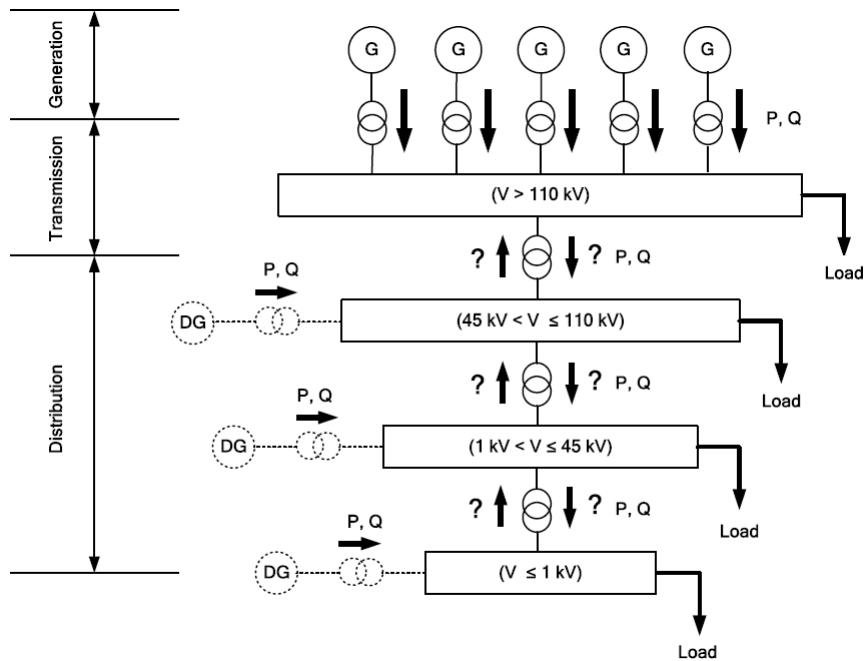 Generation
Transmission
Distribution
G G G G G
P, Q
(V > 110 kV)
Load
? ? P, Q
P, Q
DG
(45 kV < V ≤ 110 kV)
Load
? ? P, Q
P, Q
DG
(1 kV < V ≤ 45 kV)
Load
? ? P, Q
P, Q
DG
(V ≤ 1 kV)
Load